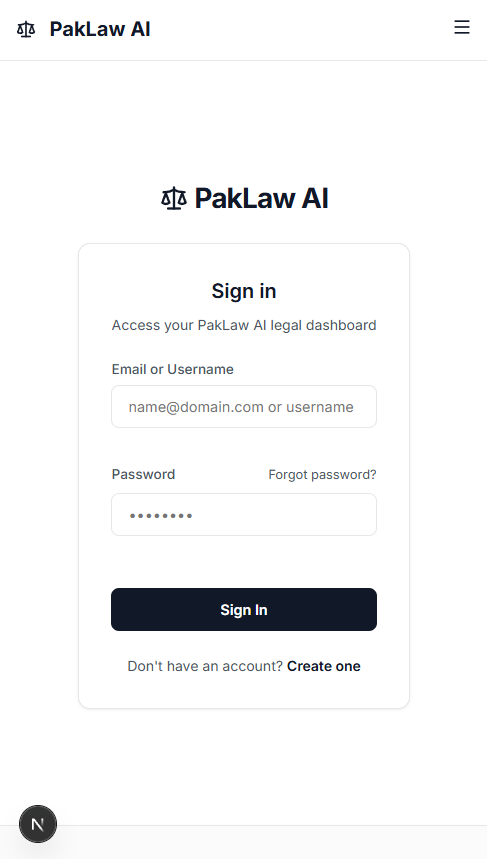 PakLaw AI
PakLaw AI
Sign in
Access your PakLaw AI legal dashboard
Email or Username
name@domain.com or username
Password Forgot password?
••••••••
Sign In
Don't have an account? Create one
N